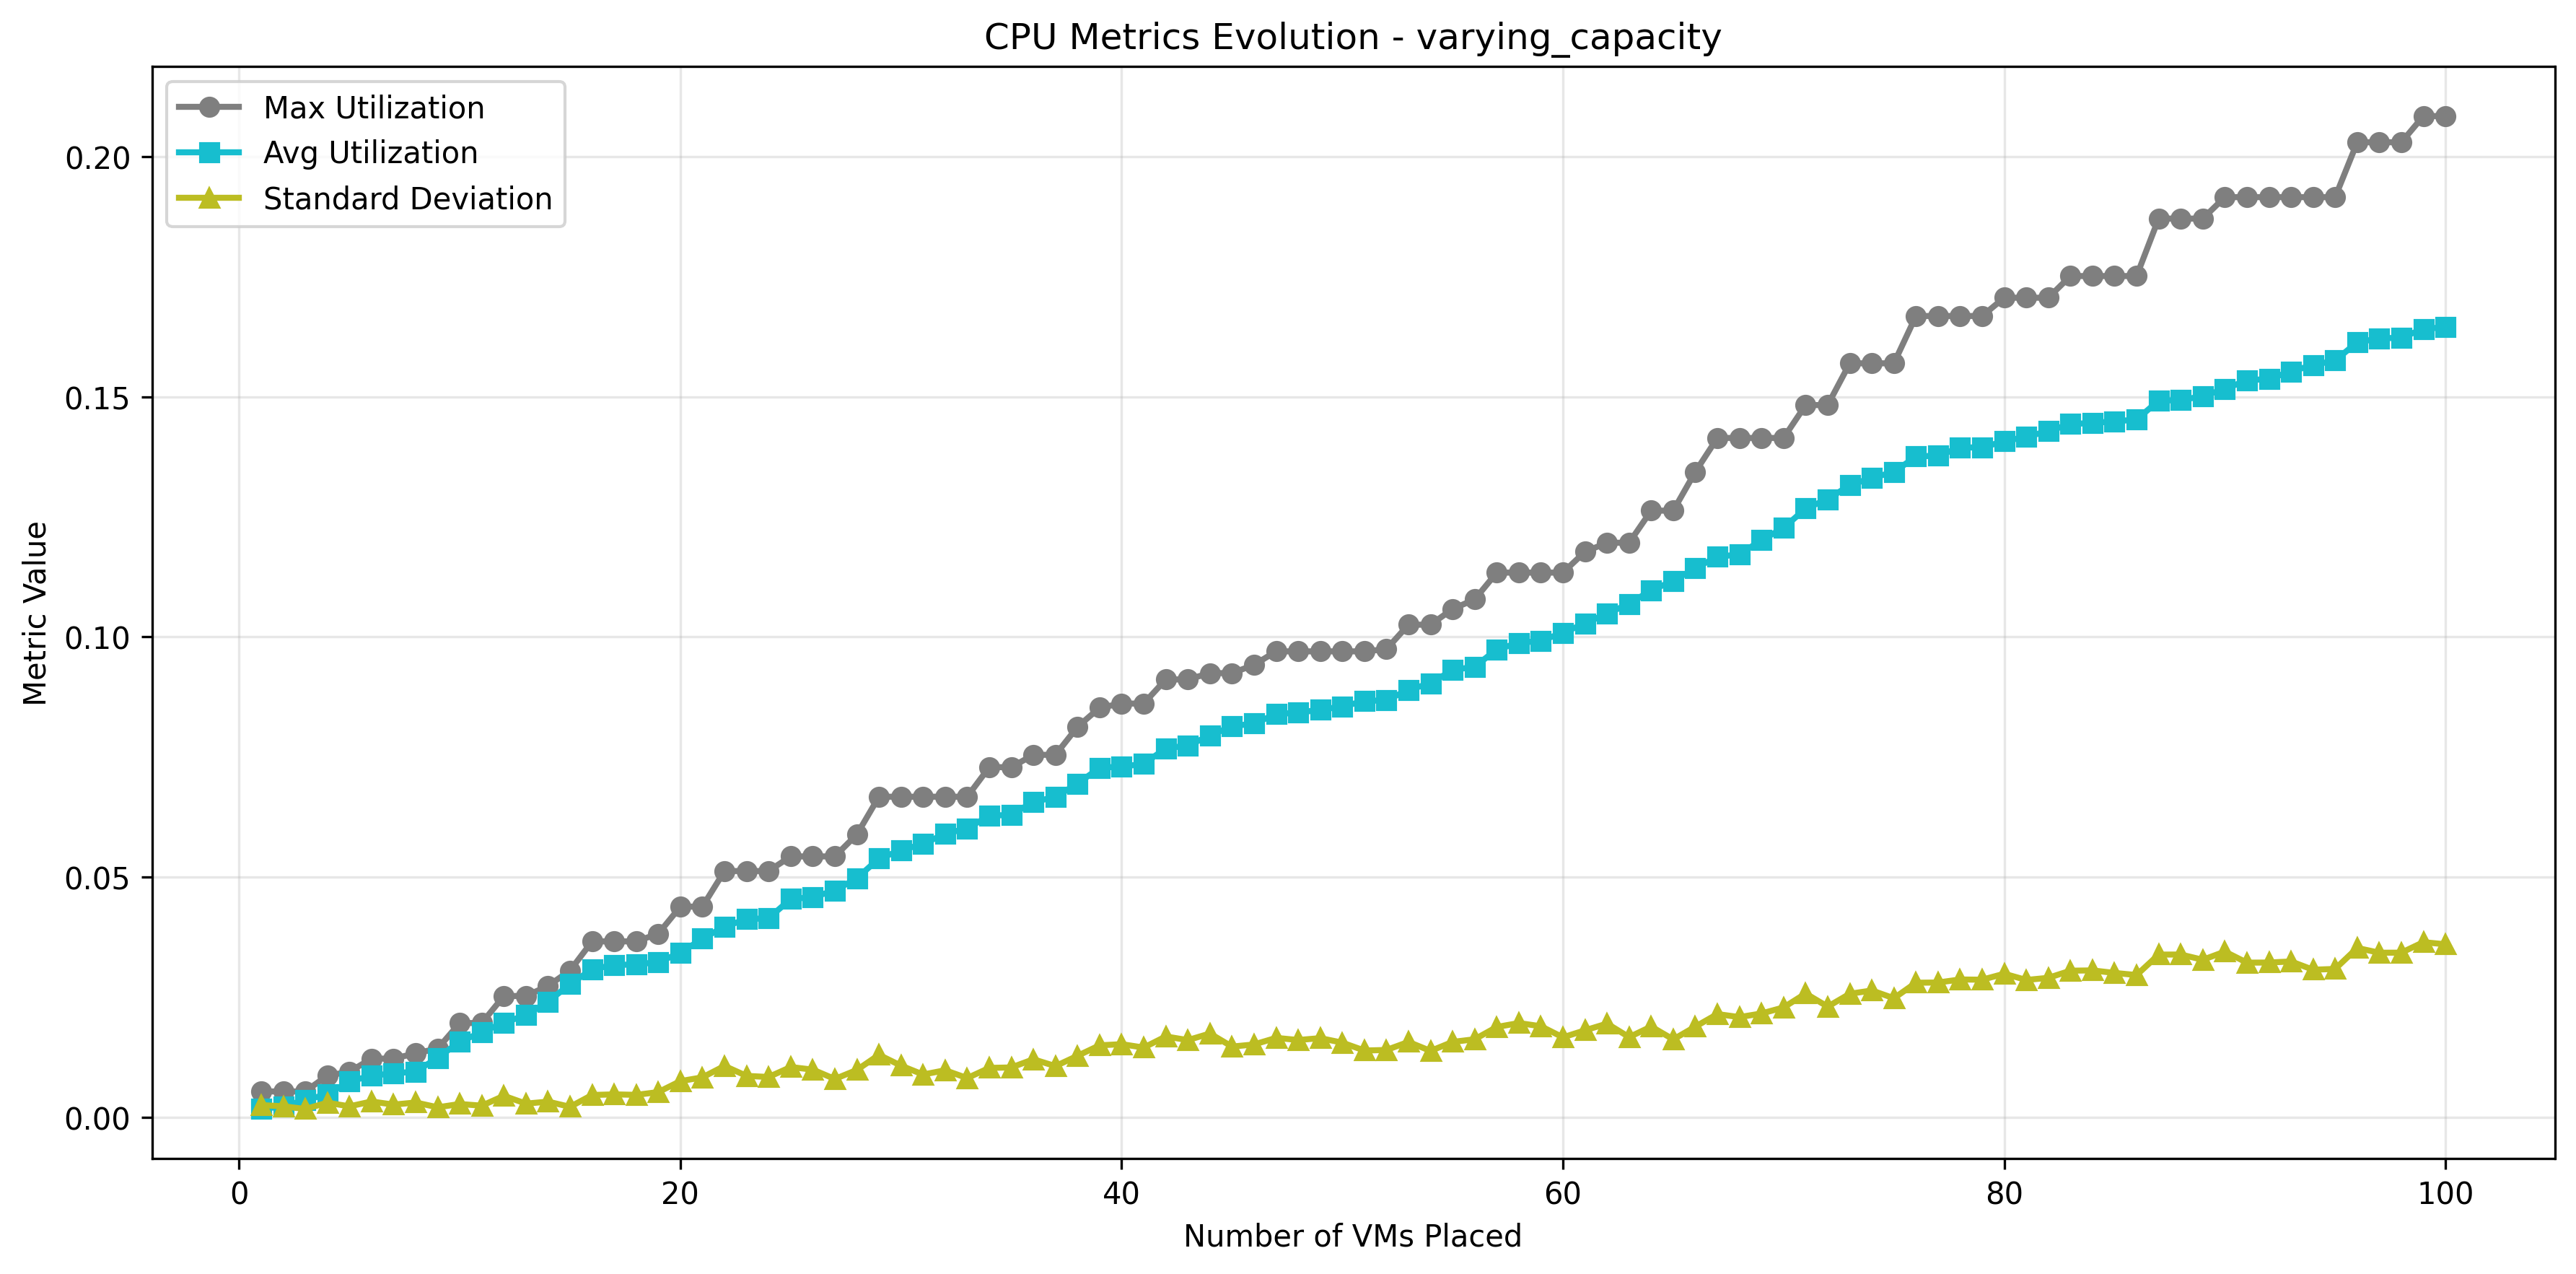 CPU Metrics Evolution - varying_capacity
Max Utilization
Avg Utilization
Standard Deviation
Metric Value
0.20
0.15
0.10
0.05
0.00
0 20 40 60 80 100
Number of VMs Placed